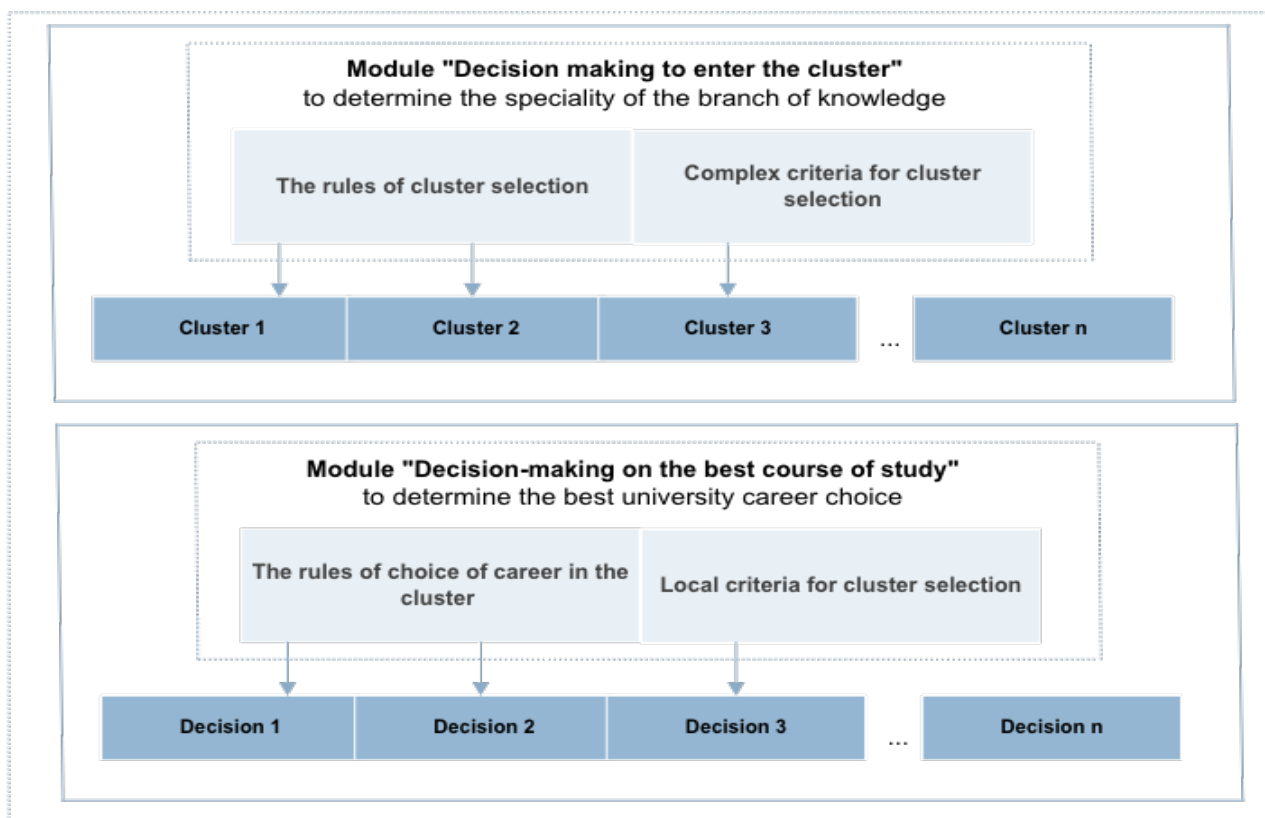 Module "Decision making to enter the cluster"
to determine the speciality of the branch of knowledge
The rules of cluster selection
Complex criteria for cluster
selection
Cluster 1
Cluster 2
Cluster 3
...
Cluster n
Module "Decision-making on the best course of study"
to determine the best university career choice
The rules of choice of career in the
cluster
Local criteria for cluster selection
Decision 1
Decision 2
Decision 3
...
Decision n